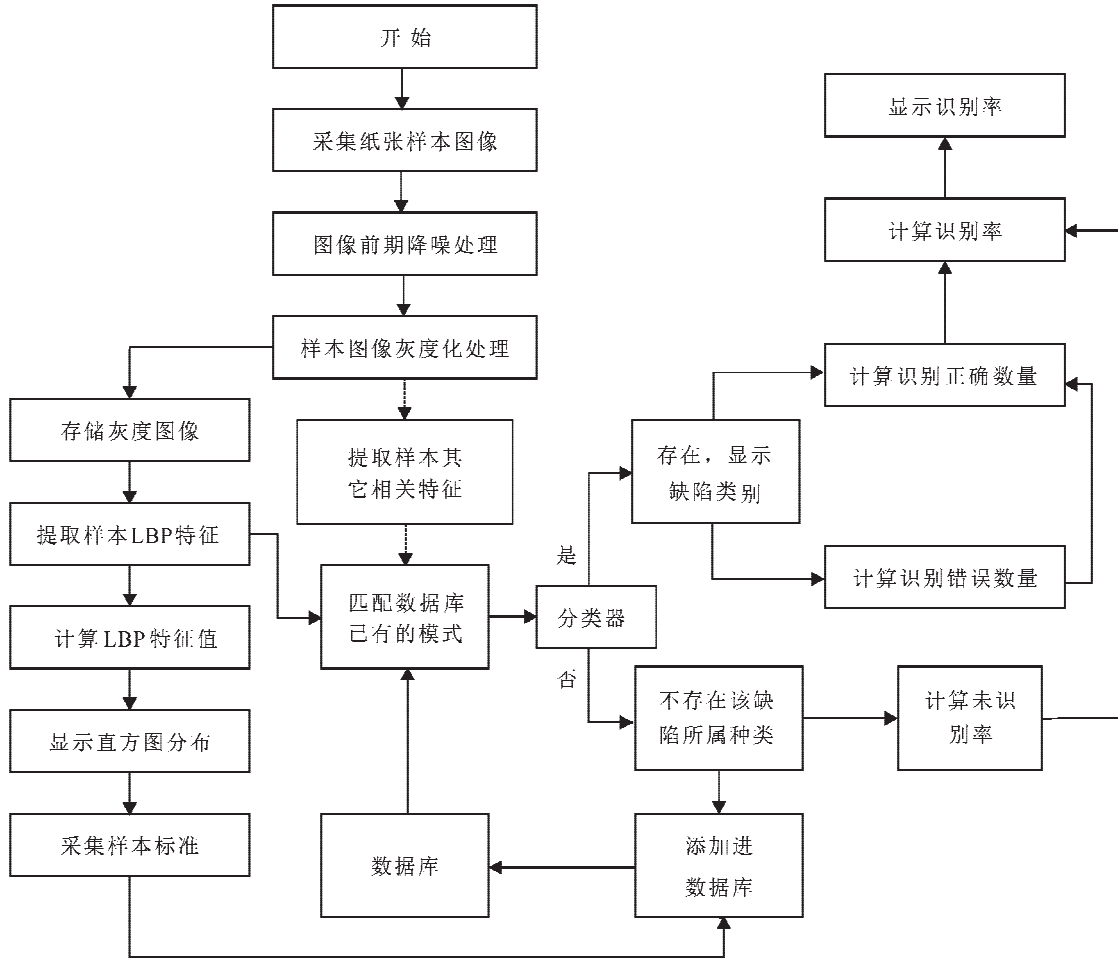 开始
采集纸张样本图像
图像前期降噪处理
样本图像灰度化处理
存储灰度图像
提取样本LBP特征
计算LBP特征值
显示直方图分布
采集样本标准
提取样本其
它相关特征
匹配数据库
已有的模式
数据库
分类器
是
否
存在，显示
缺陷类别
不存在该缺
陷所属种类
添加进
数据库
显示识别率
计算识别率
计算识别正确数量
计算识别错误数量
计算未识
别率